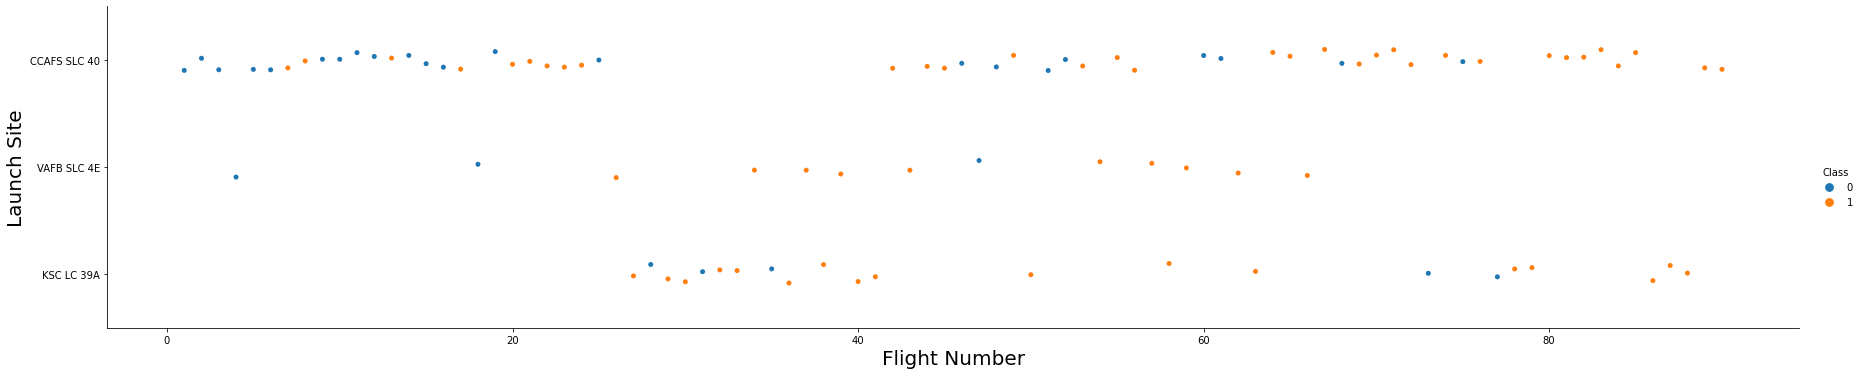 CCAFS SLC 40
VAFB SLC 4E
KSC LC 39A
Launch Site
0
20
40
60
80
Flight Number
Class
0
1